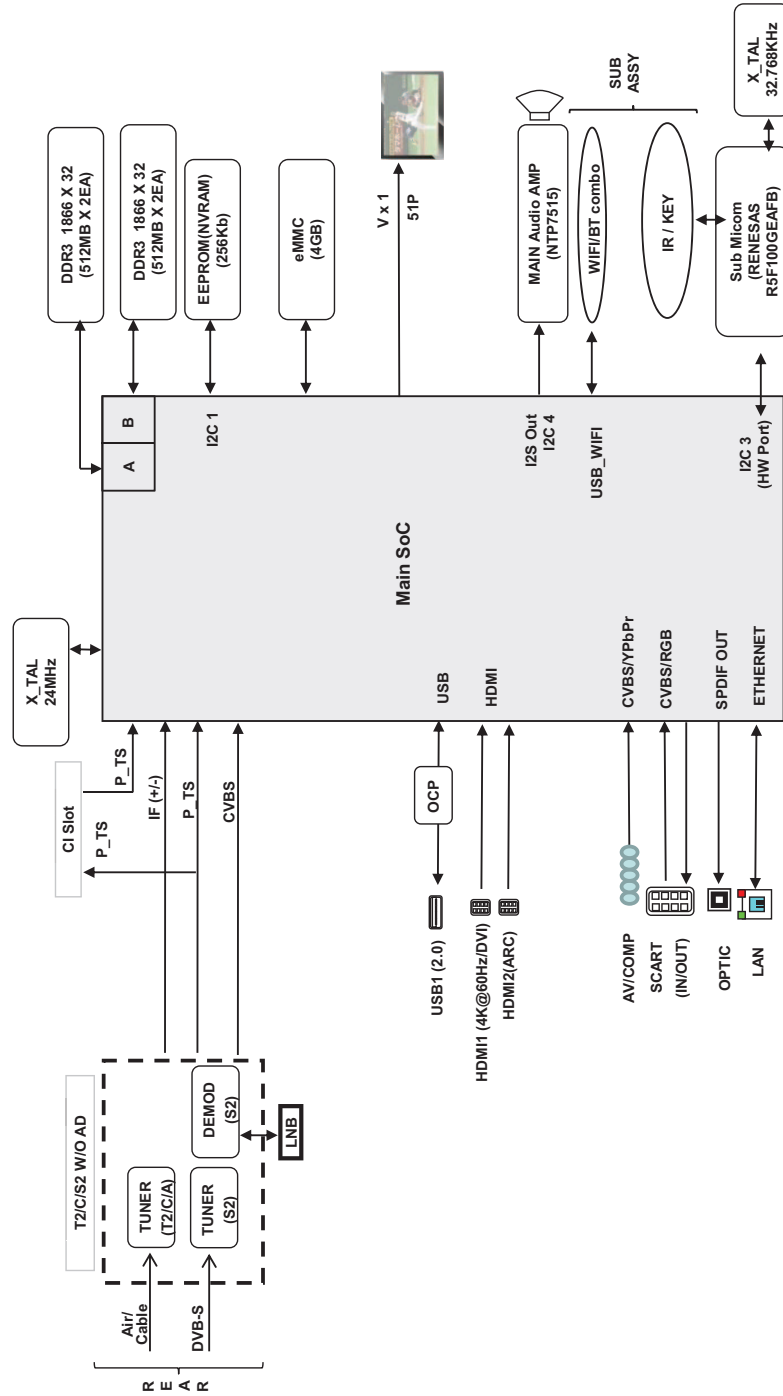 X_TAL
24MHz
DDR3 1866 X 32
(512MB X 2EA)
DDR3 1866 X 32
(512MB X 2EA)
EEPROM(NVRAM)
(256Kb)
eMMC
(4GB)
A
B
I2C 1
V x 1
51P
Main SoC
MAIN Audio AMP
(NTP7515)
I2S Out
I2C 4
WIFI/BT combo
USB_WIFI
SUB
ASSY
IR / KEY
Sub Micom
(RENESAS
R5F100GEAFB)
X_TAL
32.768KHz
I2C 3
(HW Port)
CI Slot
P_TS
P_TS
IF (+/-)
P_TS
CVBS
T2/C/S2 W/O AD
TUNER
(T2/C/A)
TUNER
(S2)
DEMOD
(S2)
LNB
Air/
Cable
DVB-S
R
E
A
R
USB1 (2.0)
OCP
USB
HDMI1 (4K@60Hz/DVI)
HDMI2(ARC)
HDMI
AV/COMP
CVBS/YPbPr
SCART
(IN/OUT)
CVBS/RGB
OPTIC
SPDIF OUT
LAN
ETHERNET